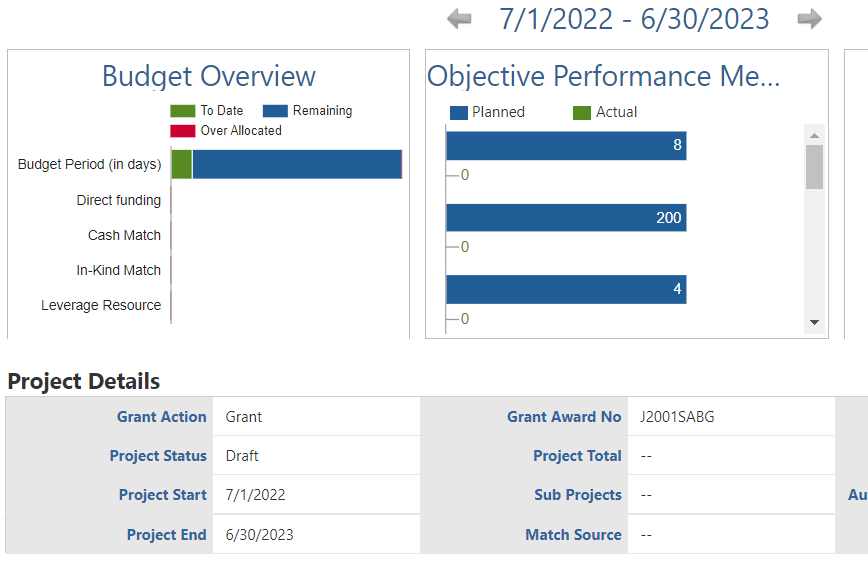 7/1/2022 - 6/30/2023
Budget Overview
To Date
Remaining
Over Allocated
Budget Period (in days)
Direct funding
Cash Match
In-Kind Match
Leverage Resource
Objective Performance Me...
Planned
Actual
8
0
200
0
4
0
Project Details
Grant Action Grant Grant Award No J2001SABG
Project Status Draft Project Total --
Project Start 7/1/2022 Sub Projects -- Au
Project End 6/30/2023 Match Source --